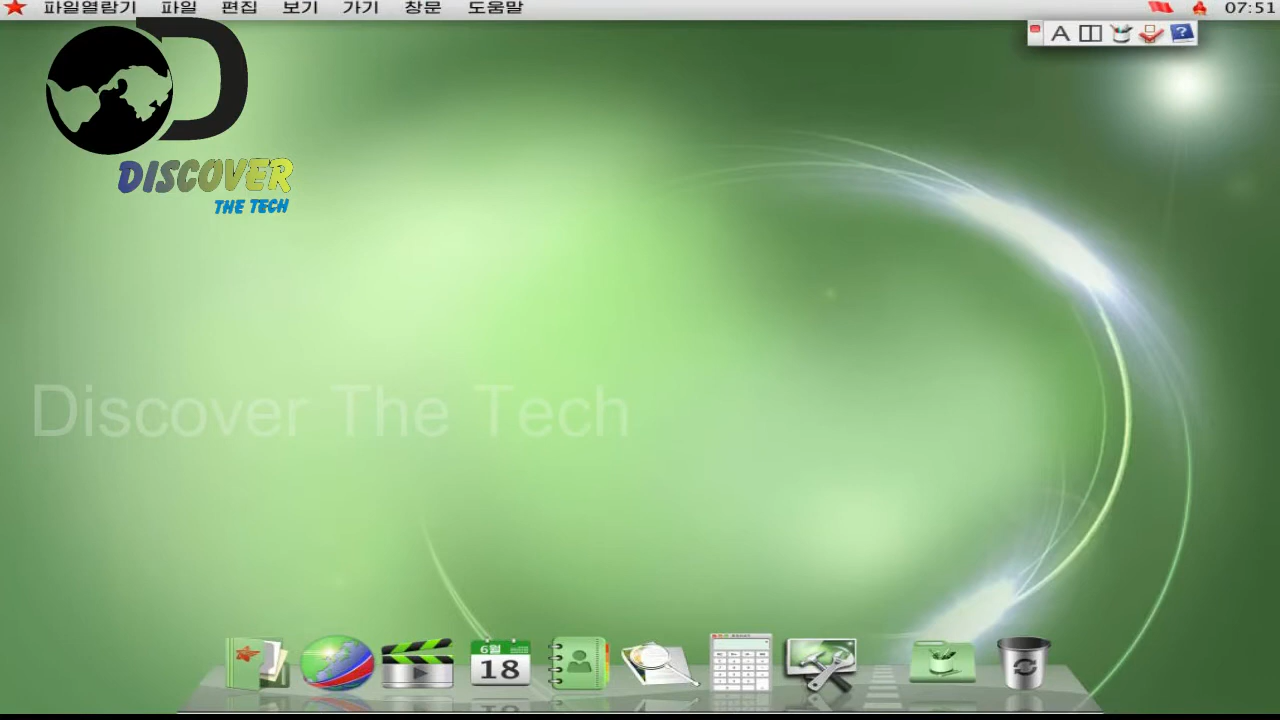 파일열람기 파일 편집 보기 가기 창문 도움말 07:51
A ?
D
DISCOVER
THE TECH
Discover The Tech
6월
18